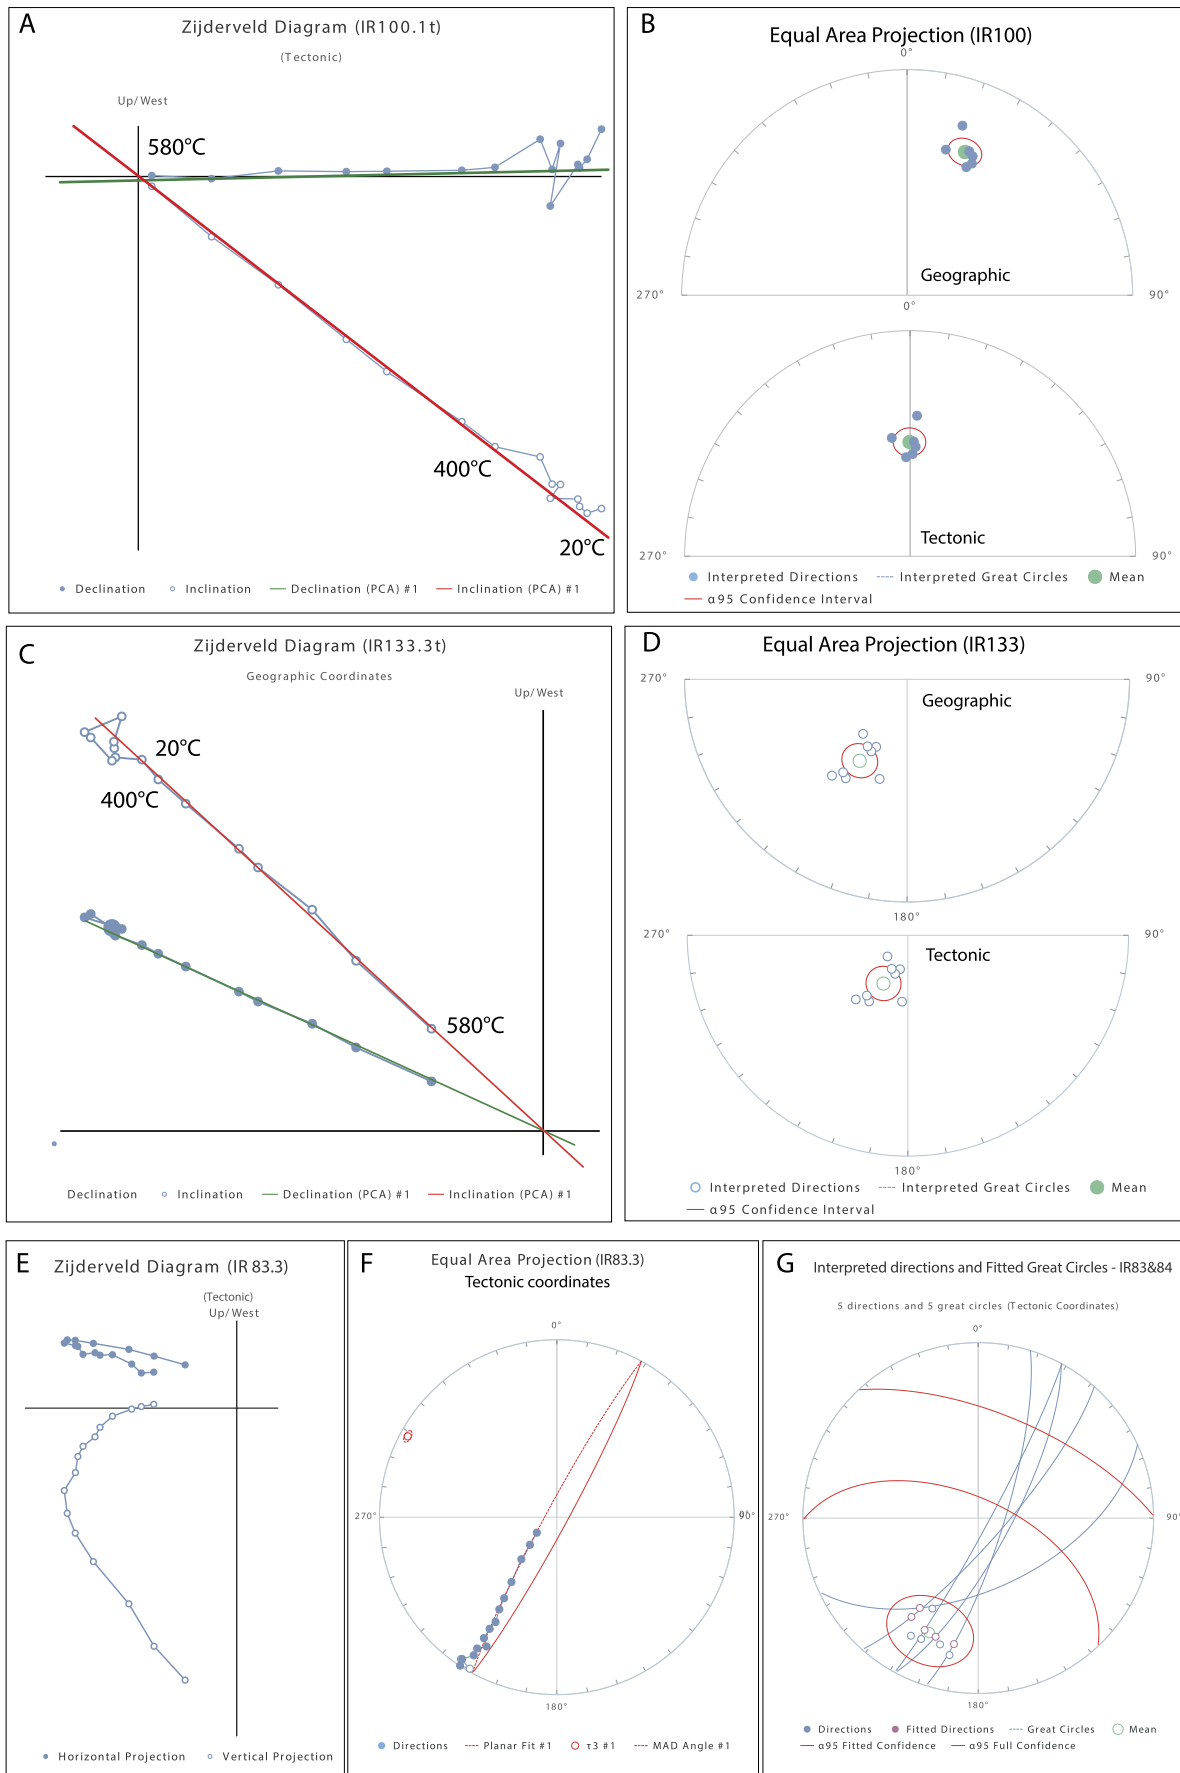 A
Zijderveld Diagram (IR100.1t)
(Tectonic)
Up/West
580°C
400°C
20°C
Declination Inclination Declination (PCA) #1 Inclination (PCA) #1
B
Equal Area Projection (IR100)
0°
Geographic
270° 90°
0°
Tectonic
270° 90°
Interpreted Directions Interpreted Great Circles Mean
α95 Confidence Interval
C
Zijderveld Diagram (IR133.3t)
Geographic Coordinates
Up/West
20°C
400°C
580°C
Declination Inclination Declination (PCA) #1 Inclination (PCA) #1
D
Equal Area Projection (IR133)
270° 90°
Geographic
180°
270° 90°
Tectonic
180°
Interpreted Directions Interpreted Great Circles Mean
α95 Confidence Interval
E
Zijderveld Diagram (IR83.3)
(Tectonic)
Up/West
Horizontal Projection Vertical Projection
F
Equal Area Projection (IR83.3)
Tectonic coordinates
0°
270° 90°
180°
Directions Planar Fit #1 τ3 #1 MAD Angle #1
G
Interpreted directions and Fitted Great Circles - IR83&84
5 directions and 5 great circles (Tectonic Coordinates)
0°
270° 90°
180°
Directions Fitted Directions Great Circles Mean
α95 Fitted Confidence α95 Full Confidence